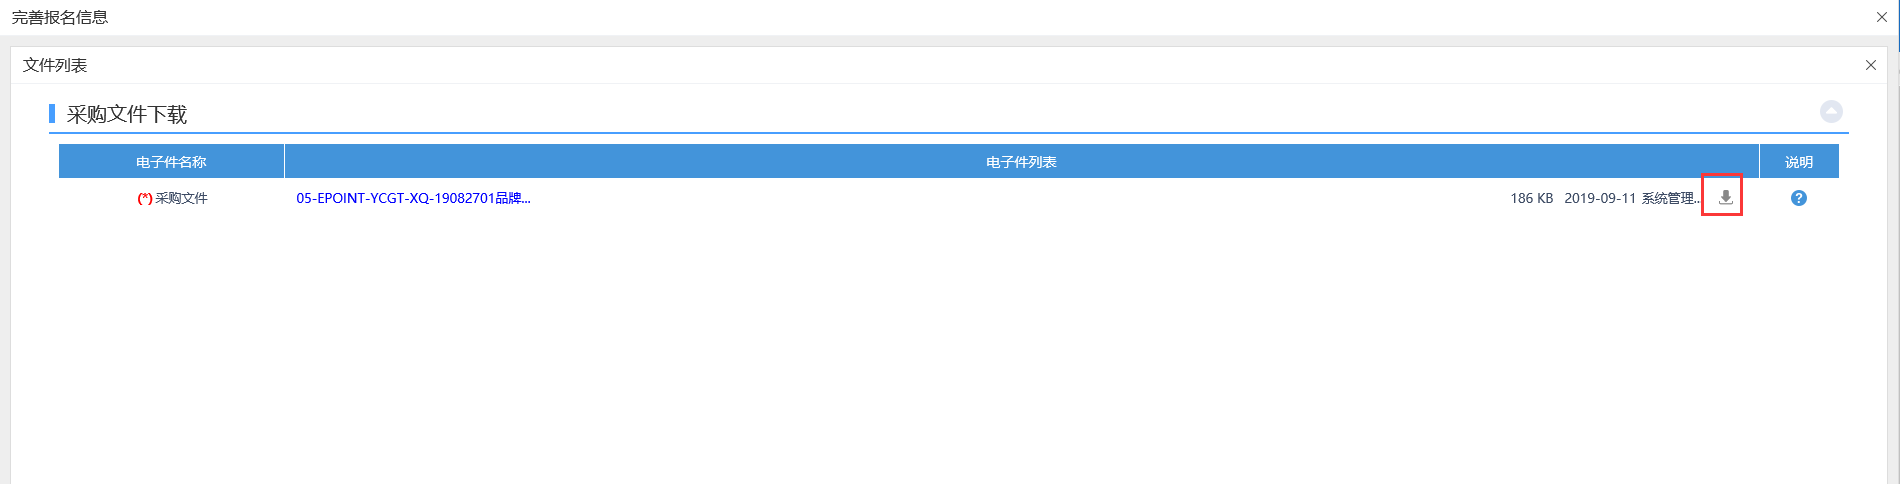 完善报名信息
文件列表
采购文件下载
电子件名称 电子件列表 说明
(*) 采购文件 05-EPOINT-YCGT-XQ-19082701品牌... 186 KB 2019-09-11 系统管理... ?